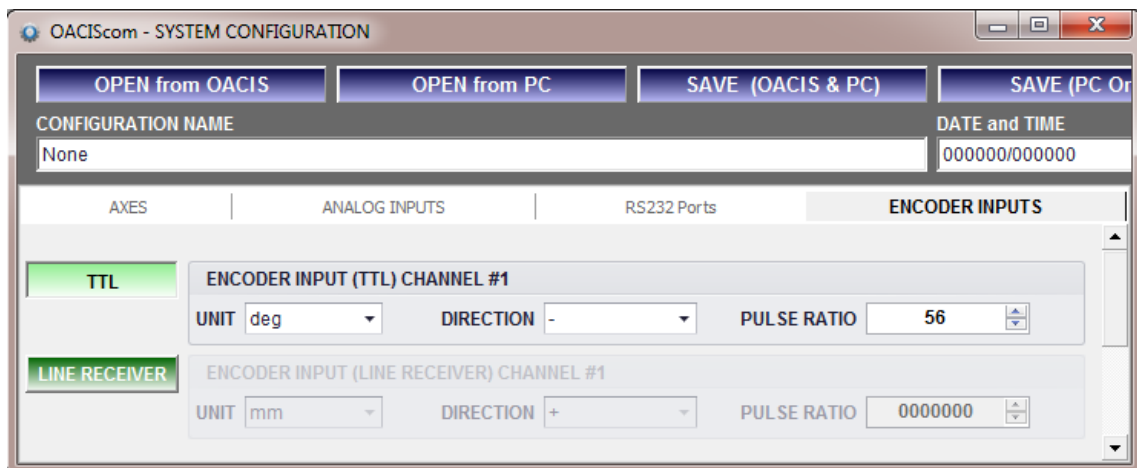 OACIScom - SYSTEM CONFIGURATION
OPEN from OACIS OPEN from PC SAVE (OACIS & PC) SAVE (PC Or
CONFIGURATION NAME DATE and TIME
None 000000/000000
AXES ANALOG INPUTS RS232 Ports ENCODER INPUTS
TTL ENCODER INPUT (TTL) CHANNEL #1
UNIT deg DIRECTION - PULSE RATIO 56
LINE RECEIVER ENCODER INPUT (LINE RECEIVER) CHANNEL #1
UNIT mm DIRECTION + PULSE RATIO 0000000